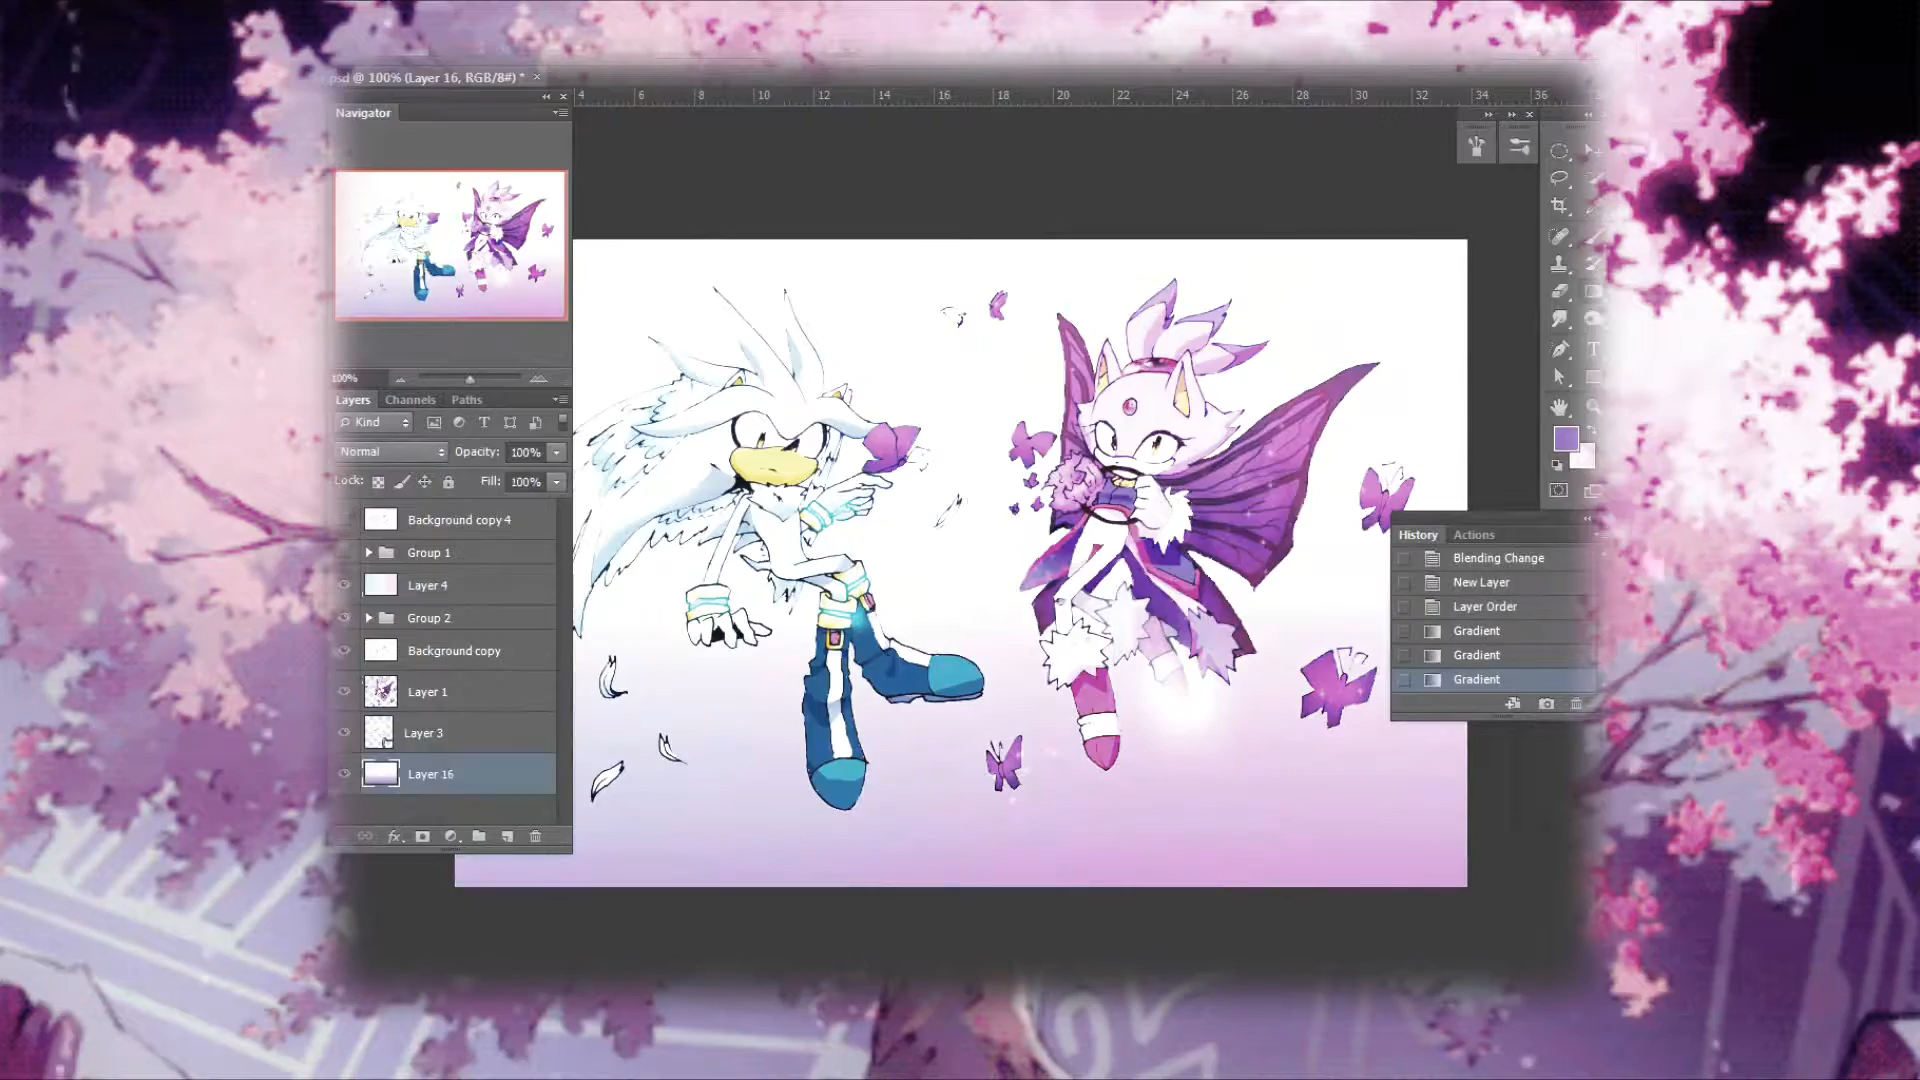 .psd @ 100% (Layer 16, RGB/8#) * ×
4 6 8 10 12 14 16 18 20 22 24 26 28 30 32 34 36
Navigator
100%
Layers Channels Paths
Kind
Normal Opacity: 100%
Lock: Fill: 100%
Background copy 4
Group 1
Layer 4
Group 2
Background copy
Layer 1
Layer 3
Layer 16
fx
History Actions
Blending Change
New Layer
Layer Order
Gradient
Gradient
Gradient